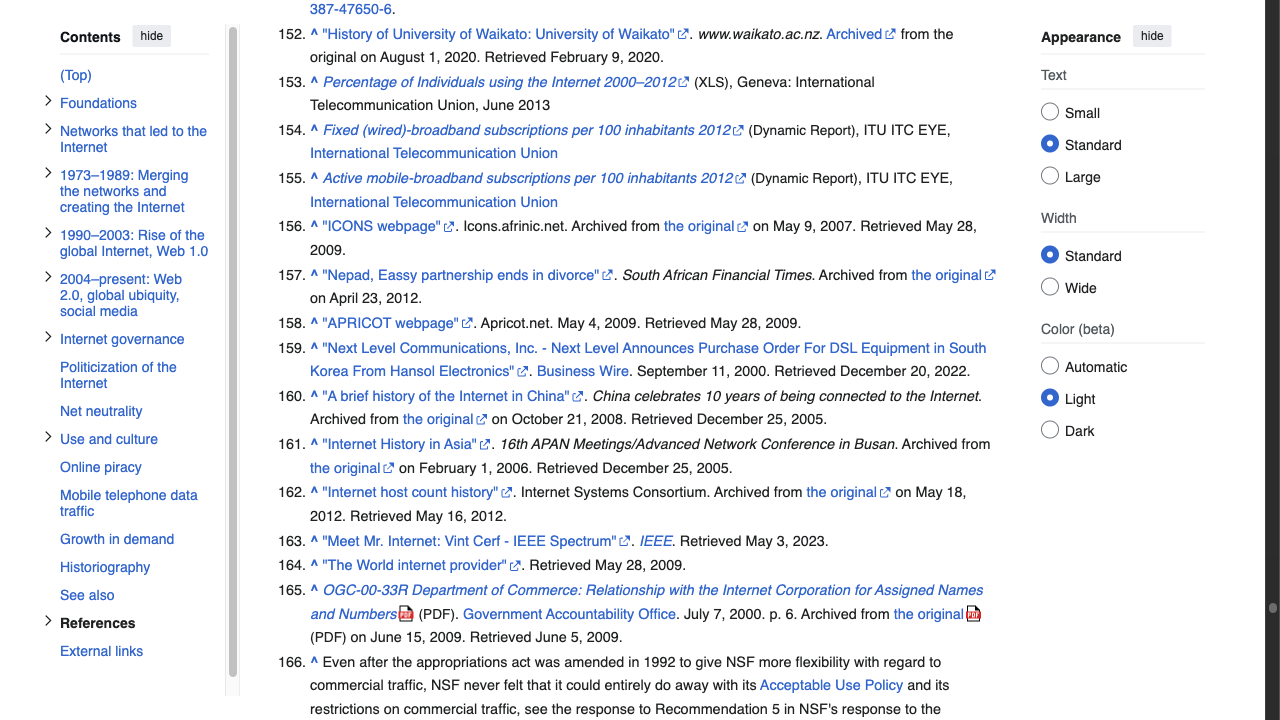 Contents hide
(Top)
Foundations
Networks that led to the
Internet
1973–1989: Merging
the networks and
creating the Internet
1990–2003: Rise of the
global Internet, Web 1.0
2004–present: Web
2.0, global ubiquity,
social media
Internet governance
Politicization of the
Internet
Net neutrality
Use and culture
Online piracy
Mobile telephone data
traffic
Growth in demand
Historiography
See also
References
External links
387-47650-6.
152. ^ "History of University of Waikato: University of Waikato". www.waikato.ac.nz. Archived from the
original on August 1, 2020. Retrieved February 9, 2020.
153. ^ Percentage of Individuals using the Internet 2000–2012 (XLS), Geneva: International
Telecommunication Union, June 2013
154. ^ Fixed (wired)-broadband subscriptions per 100 inhabitants 2012 (Dynamic Report), ITU ITC EYE,
International Telecommunication Union
155. ^ Active mobile-broadband subscriptions per 100 inhabitants 2012 (Dynamic Report), ITU ITC EYE,
International Telecommunication Union
156. ^ "ICONS webpage". Icons.afrinic.net. Archived from the original on May 9, 2007. Retrieved May 28,
2009.
157. ^ "Nepad, Eassy partnership ends in divorce". South African Financial Times. Archived from the original
on April 23, 2012.
158. ^ "APRICOT webpage". Apricot.net. May 4, 2009. Retrieved May 28, 2009.
159. ^ "Next Level Communications, Inc. - Next Level Announces Purchase Order For DSL Equipment in South
Korea From Hansol Electronics". Business Wire. September 11, 2000. Retrieved December 20, 2022.
160. ^ "A brief history of the Internet in China". China celebrates 10 years of being connected to the Internet.
Archived from the original on October 21, 2008. Retrieved December 25, 2005.
161. ^ "Internet History in Asia". 16th APAN Meetings/Advanced Network Conference in Busan. Archived from
the original on February 1, 2006. Retrieved December 25, 2005.
162. ^ "Internet host count history". Internet Systems Consortium. Archived from the original on May 18,
2012. Retrieved May 16, 2012.
163. ^ "Meet Mr. Internet: Vint Cerf - IEEE Spectrum". IEEE. Retrieved May 3, 2023.
164. ^ "The World internet provider". Retrieved May 28, 2009.
165. ^ OGC-00-33R Department of Commerce: Relationship with the Internet Corporation for Assigned Names
and Numbers (PDF). Government Accountability Office. July 7, 2000. p. 6. Archived from the original
(PDF) on June 15, 2009. Retrieved June 5, 2009.
166. ^ Even after the appropriations act was amended in 1992 to give NSF more flexibility with regard to
commercial traffic, NSF never felt that it could entirely do away with its Acceptable Use Policy and its
restrictions on commercial traffic, see the response to Recommendation 5 in NSF's response to the
Appearance hide
Text
Small
Standard
Large
Width
Standard
Wide
Color (beta)
Automatic
Light
Dark